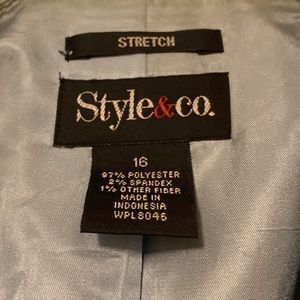 STRETCH
Style&co.
16
97% POLYESTER
2% SPANDEX
1% OTHER FIBER
MADE IN
INDONESIA
WPL8046